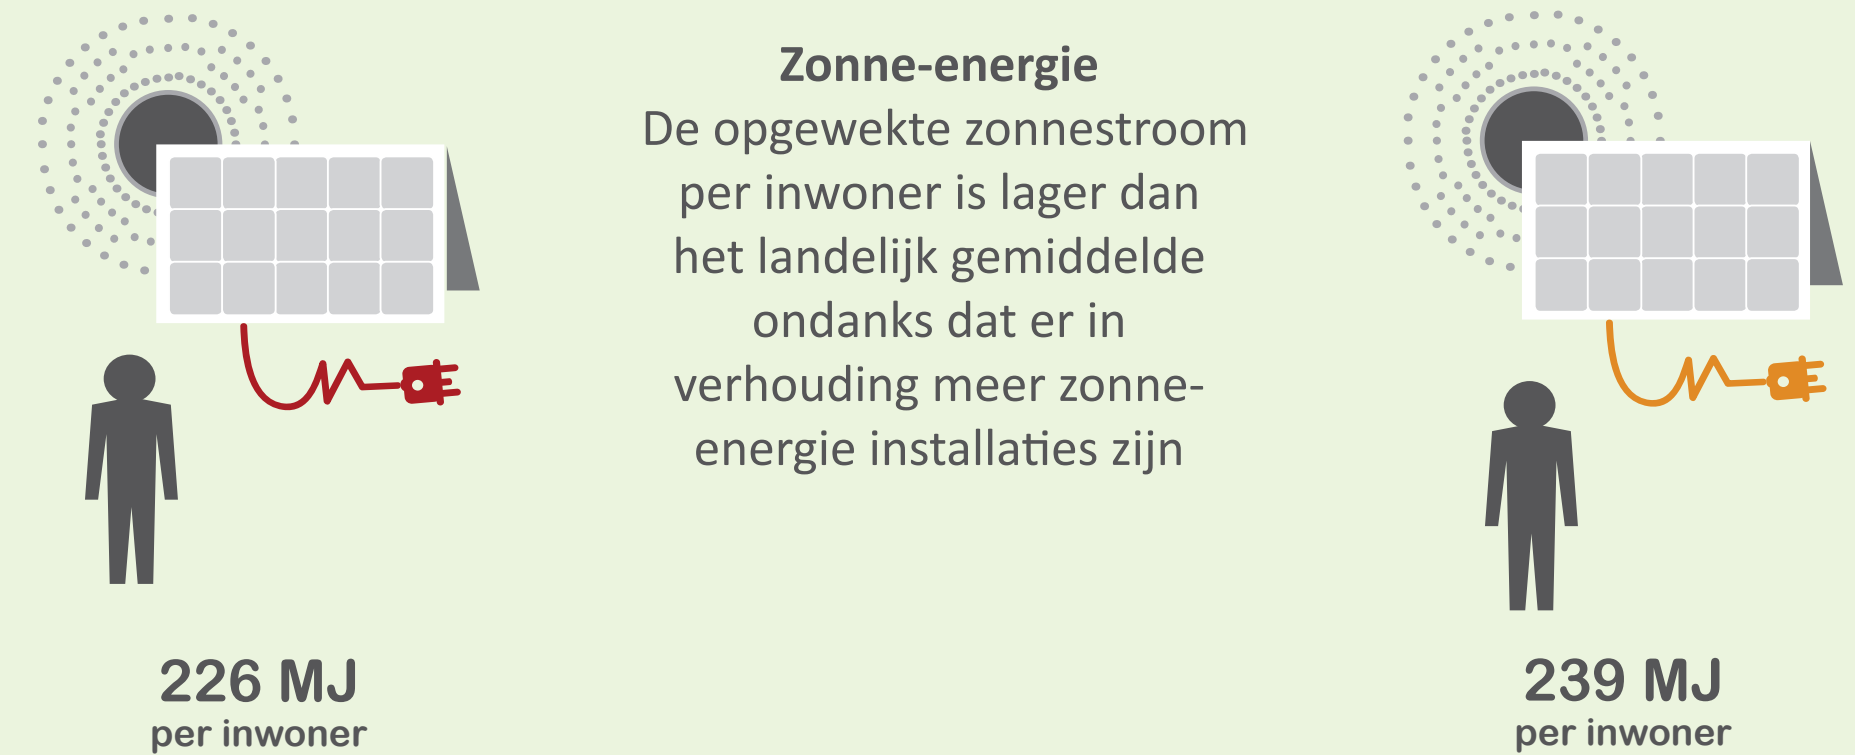 Zonne-energie
De opgewekte zonnestroom
per inwoner is lager dan
het landelijk gemiddelde
ondanks dat er in
verhouding meer zonne-
energie installaties zijn
226 MJ
per inwoner
239 MJ
per inwoner